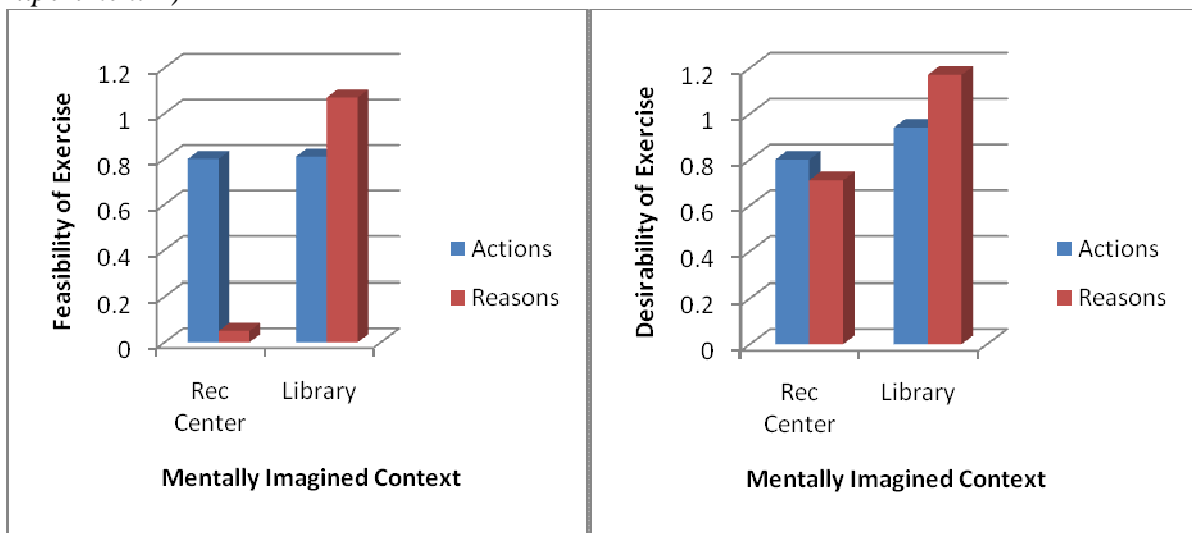 1.2
1
0.8
0.6
0.4
0.2
0
Feasibility of Exercise
Rec
Center
Library
Mentally Imagined Context
Actions
Reasons
1.2
1
0.8
0.6
0.4
0.2
0
Desirability of Exercise
Rec
Center
Library
Mentally Imagined Context
Actions
Reasons